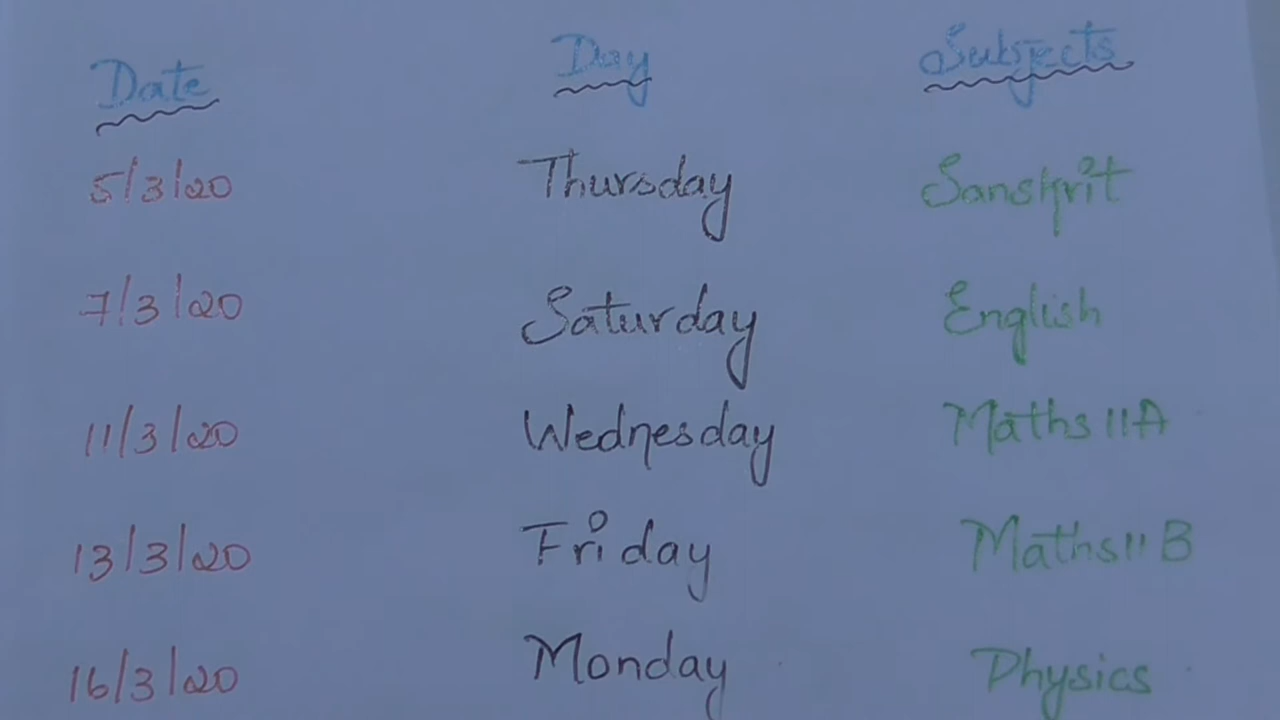 Date Day Subjects
5/3/20 Thursday Sanskrit
7/3/20 Saturday English
11/3/20 Wednesday Maths IIA
13/3/20 Friday Maths II B
16/3/20 Monday Physics